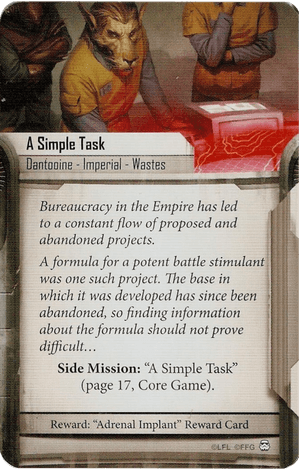 A Simple Task
Dantooine - Imperial - Wastes
Bureaucracy in the Empire has led
to a constant flow of proposed and
abandoned projects.
A formula for a potent battle stimulant
was one such project. The base in
which it was developed has since been
abandoned, so finding information
about the formula should not prove
difficult…
Side Mission: “A Simple Task”
(page 17, Core Game).
Reward: “Adrenal Implant” Reward Card
©LFL ©FFG